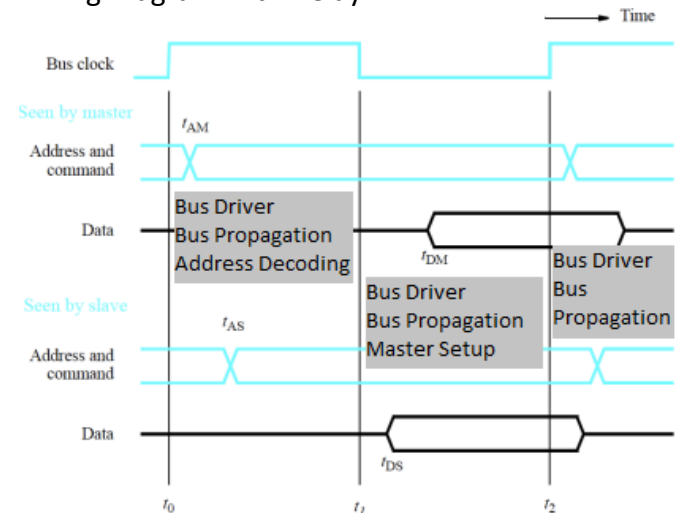 Time
Bus clock
Seen by master
tAM
Address and
command
Bus Driver
Bus Propagation
Address Decoding
Data
tDM
Bus Driver
Bus
Propagation
Bus Driver
Bus Propagation
Master Setup
Seen by slave
tAS
Address and
command
Data
tDS
t0
t1
t2